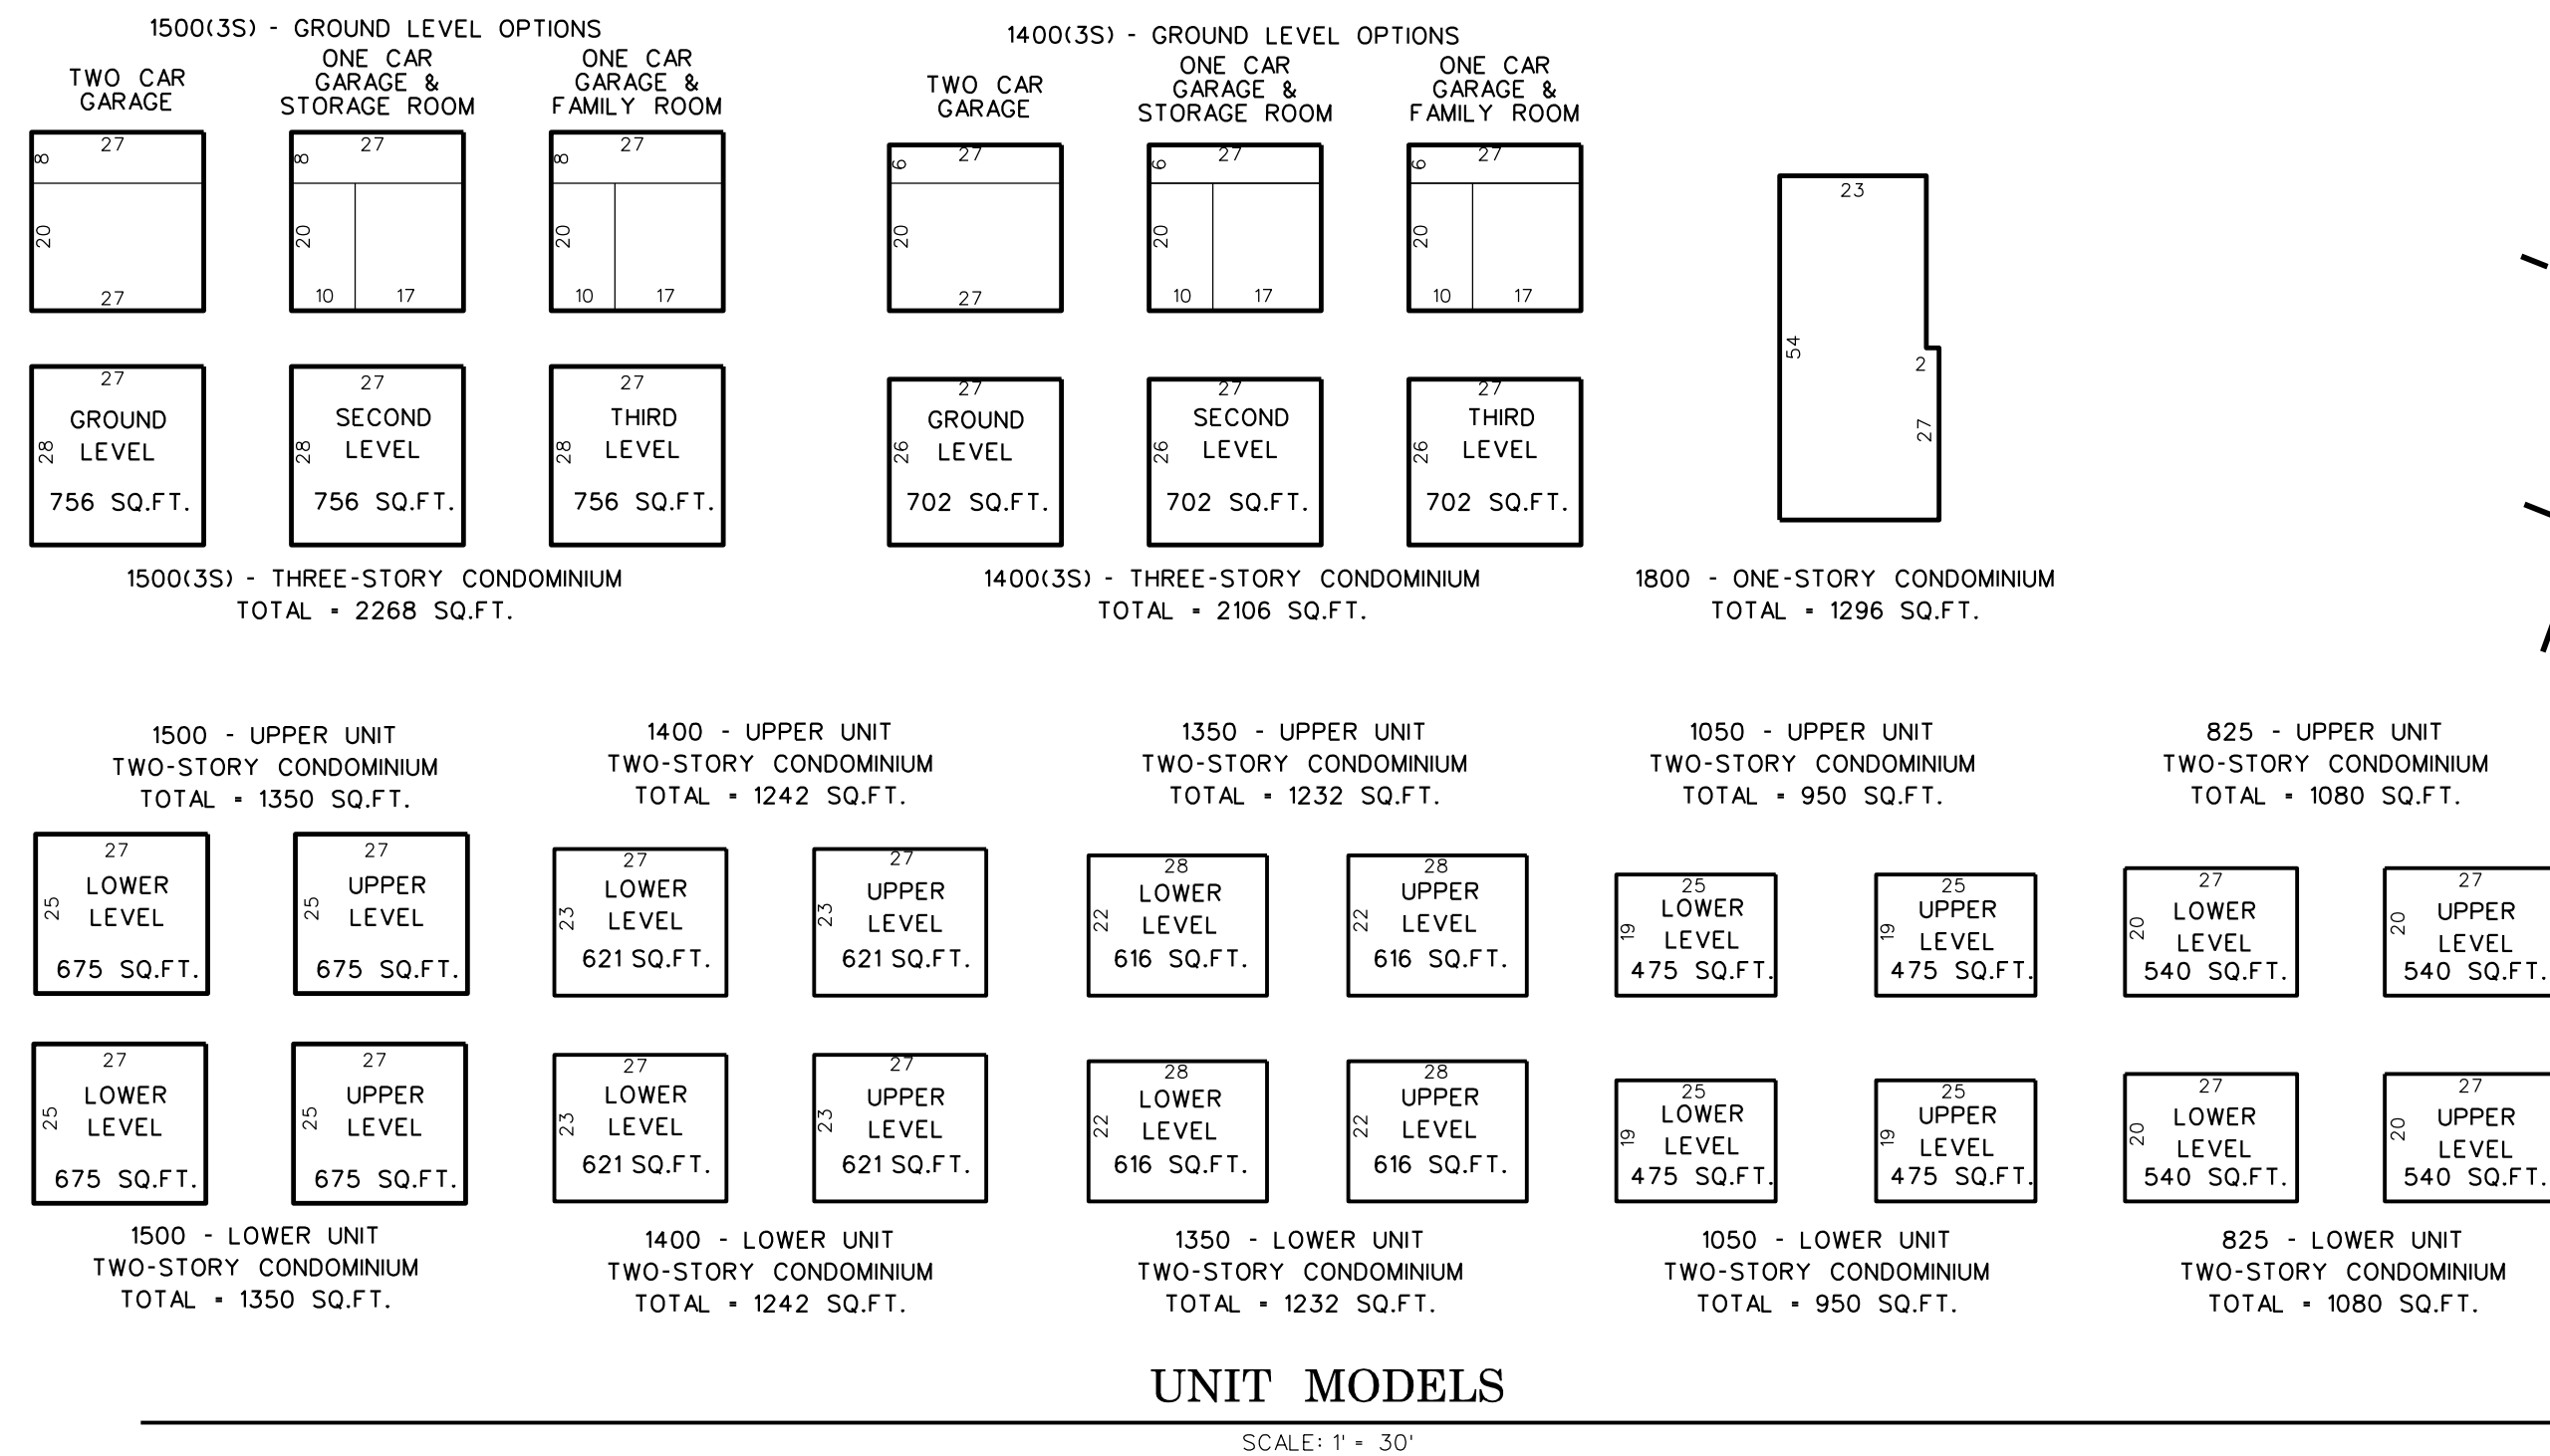 1500(3S) - GROUND LEVEL OPTIONS
TWO CAR
GARAGE
ONE CAR
GARAGE &
STORAGE ROOM
ONE CAR
GARAGE &
FAMILY ROOM
8
27
20
27
8
27
20
10
17
8
27
20
10
17
27
28
GROUND
LEVEL
756 SQ.FT.
27
28
SECOND
LEVEL
756 SQ.FT.
27
28
THIRD
LEVEL
756 SQ.FT.
1500(3S) - THREE-STORY CONDOMINIUM
TOTAL = 2268 SQ.FT.
1400(3S) - GROUND LEVEL OPTIONS
TWO CAR
GARAGE
ONE CAR
GARAGE &
STORAGE ROOM
ONE CAR
GARAGE &
FAMILY ROOM
6
27
20
27
6
27
20
10
17
6
27
20
10
17
27
26
GROUND
LEVEL
702 SQ.FT.
27
26
SECOND
LEVEL
702 SQ.FT.
27
26
THIRD
LEVEL
702 SQ.FT.
1400(3S) - THREE-STORY CONDOMINIUM
TOTAL = 2106 SQ.FT.
23
54
2
27
1800 - ONE-STORY CONDOMINIUM
TOTAL = 1296 SQ.FT.
1500 - UPPER UNIT
TWO-STORY CONDOMINIUM
TOTAL = 1350 SQ.FT.
27
25
LOWER
LEVEL
675 SQ.FT.
27
25
UPPER
LEVEL
675 SQ.FT.
27
25
LOWER
LEVEL
675 SQ.FT.
27
25
UPPER
LEVEL
675 SQ.FT.
1500 - LOWER UNIT
TWO-STORY CONDOMINIUM
TOTAL = 1350 SQ.FT.
1400 - UPPER UNIT
TWO-STORY CONDOMINIUM
TOTAL = 1242 SQ.FT.
27
23
LOWER
LEVEL
621 SQ.FT.
27
23
UPPER
LEVEL
621 SQ.FT.
27
23
LOWER
LEVEL
621 SQ.FT.
27
23
UPPER
LEVEL
621 SQ.FT.
1400 - LOWER UNIT
TWO-STORY CONDOMINIUM
TOTAL = 1242 SQ.FT.
1350 - UPPER UNIT
TWO-STORY CONDOMINIUM
TOTAL = 1232 SQ.FT.
28
22
LOWER
LEVEL
616 SQ.FT.
28
22
UPPER
LEVEL
616 SQ.FT.
28
22
LOWER
LEVEL
616 SQ.FT.
28
22
UPPER
LEVEL
616 SQ.FT.
1350 - LOWER UNIT
TWO-STORY CONDOMINIUM
TOTAL = 1232 SQ.FT.
1050 - UPPER UNIT
TWO-STORY CONDOMINIUM
TOTAL = 950 SQ.FT.
25
19
LOWER
LEVEL
475 SQ.FT.
25
19
UPPER
LEVEL
475 SQ.FT.
25
19
LOWER
LEVEL
475 SQ.FT.
25
19
UPPER
LEVEL
475 SQ.FT.
1050 - LOWER UNIT
TWO-STORY CONDOMINIUM
TOTAL = 950 SQ.FT.
825 - UPPER UNIT
TWO-STORY CONDOMINIUM
TOTAL = 1080 SQ.FT.
27
20
LOWER
LEVEL
540 SQ.FT.
27
20
UPPER
LEVEL
540 SQ.FT.
27
20
LOWER
LEVEL
540 SQ.FT.
27
20
UPPER
LEVEL
540 SQ.FT.
825 - LOWER UNIT
TWO-STORY CONDOMINIUM
TOTAL = 1080 SQ.FT.
UNIT MODELS
SCALE: 1' = 30'